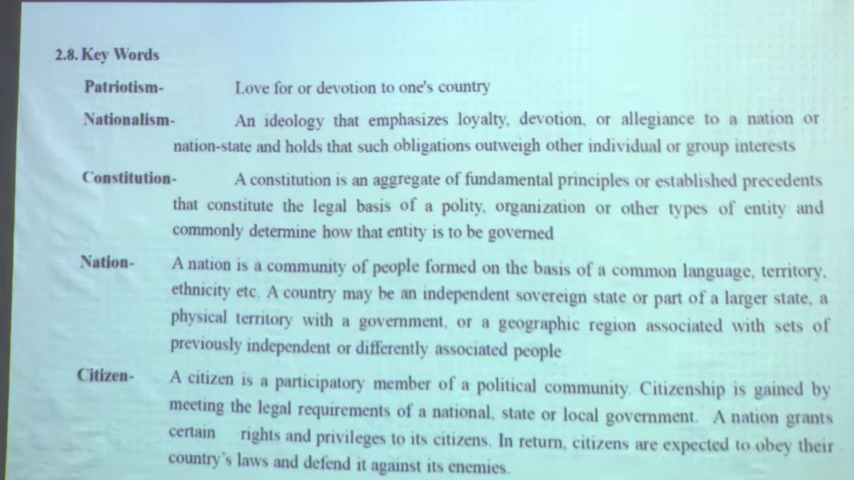 2.8. Key Words
Patriotism- Love for or devotion to one's country
Nationalism- An ideology that emphasizes loyalty, devotion, or allegiance to a nation or
nation-state and holds that such obligations outweigh other individual or group interests
Constitution- A constitution is an aggregate of fundamental principles or established precedents
that constitute the legal basis of a polity, organization or other types of entity and
commonly determine how that entity is to be governed
Nation- A nation is a community of people formed on the basis of a common language, territory,
ethnicity etc. A country may be an independent sovereign state or part of a larger state, a
physical territory with a government, or a geographic region associated with sets of
previously independent or differently associated people
Citizen- A citizen is a participatory member of a political community. Citizenship is gained by
meeting the legal requirements of a national, state or local government. A nation grants
certain rights and privileges to its citizens. In return, citizens are expected to obey their
country's laws and defend it against its enemies.